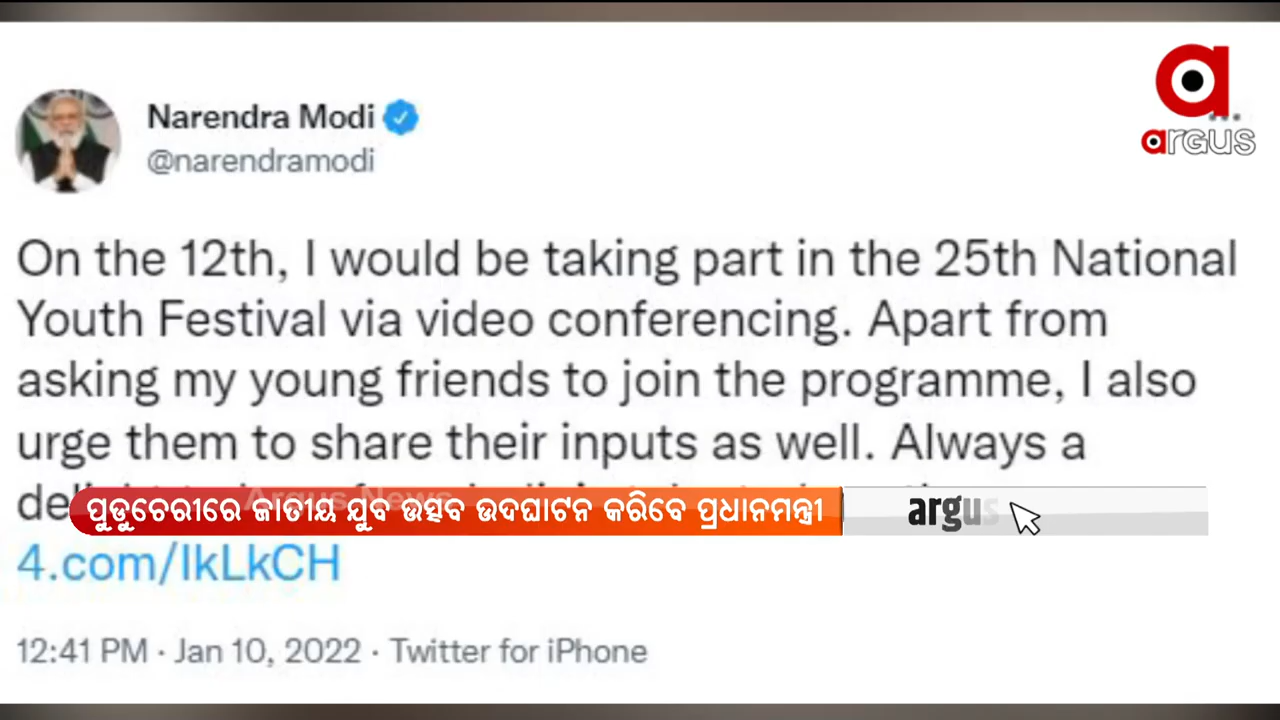 Narendra Modi
@narendramodi
argus
On the 12th, I would be taking part in the 25th National
Youth Festival via video conferencing. Apart from
asking my young friends to join the programme, I also
urge them to share their inputs as well. Always a
Argus News
ପୁଡୁଚେରୀରେ ଜାତୀୟ ଯୁବ ଉତ୍ସବ ଉଦଘାଟନ କରିବେ ପ୍ରଧାନମନ୍ତ୍ରୀ
argus
4.com/IkLkCH
12:41 PM · Jan 10, 2022 · Twitter for iPhone